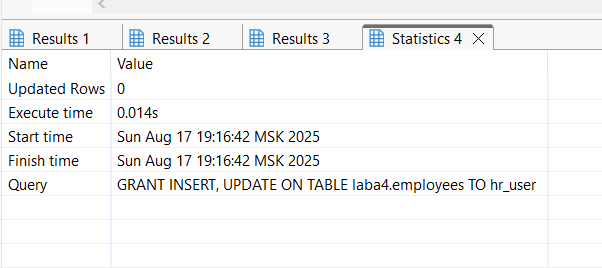 Results 1 Results 2 Results 3 Statistics 4
Name Value
Updated Rows 0
Execute time 0.014s
Start time Sun Aug 17 19:16:42 MSK 2025
Finish time Sun Aug 17 19:16:42 MSK 2025
Query GRANT INSERT, UPDATE ON TABLE laba4.employees TO hr_user